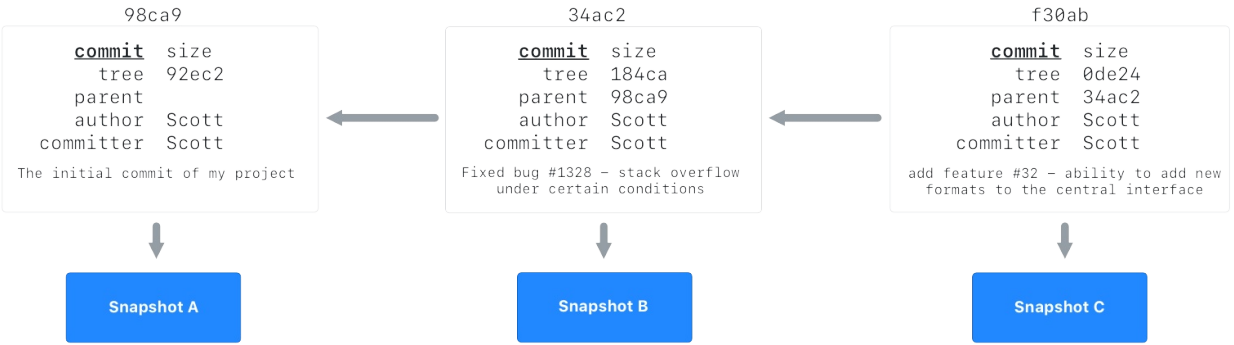 98ca9
commit size
tree 92ec2
parent
author Scott
committer Scott
The initial commit of my project
Snapshot A
34ac2
commit size
tree 184ca
parent 98ca9
author Scott
committer Scott
Fixed bug #1328 – stack overflow
under certain conditions
Snapshot B
f30ab
commit size
tree 0de24
parent 34ac2
author Scott
committer Scott
add feature #32 – ability to add new
formats to the central interface
Snapshot C